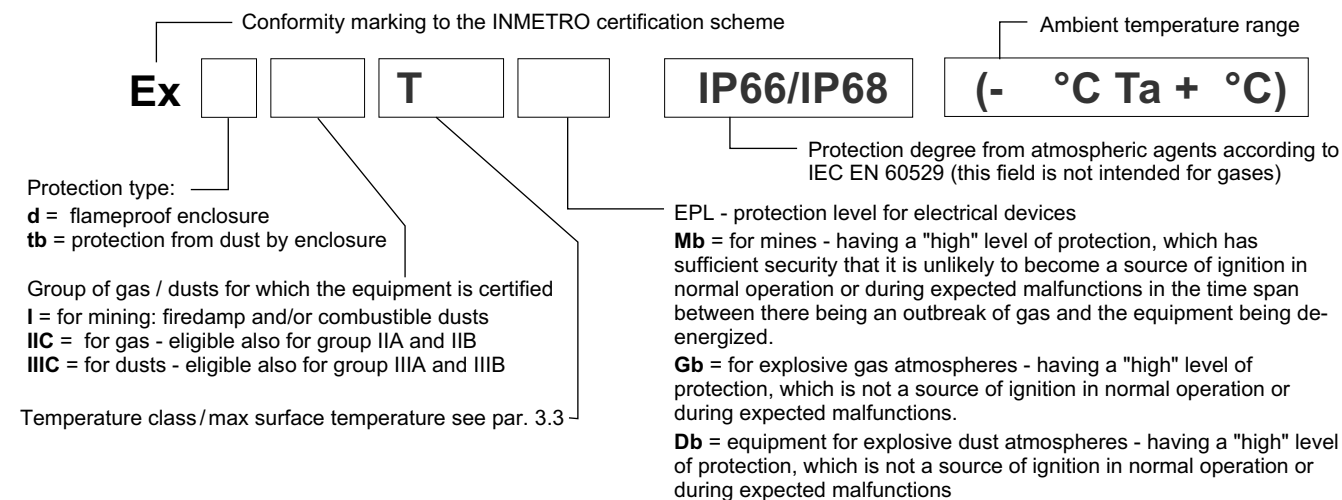 Conformity marking to the INMETRO certification scheme
Ambient temperature range
Ex T IP66/IP68 (- °C Ta + °C)
Protection degree from atmospheric agents according to
IEC EN 60529 (this field is not intended for gases)
Protection type:
d = flameproof enclosure
tb = protection from dust by enclosure
Group of gas / dusts for which the equipment is certified
I = for mining: firedamp and/or combustible dusts
IIC = for gas - eligible also for group IIA and IIB
IIIC = for dusts - eligible also for group IIIA and IIIB
Temperature class/max surface temperature see par. 3.3
EPL - protection level for electrical devices
Mb = for mines - having a "high" level of protection, which has
sufficient security that it is unlikely to become a source of ignition in
normal operation or during expected malfunctions in the time span
between there being an outbreak of gas and the equipment being de-
energized.
Gb = for explosive gas atmospheres - having a "high" level of
protection, which is not a source of ignition in normal operation or
during expected malfunctions.
Db = equipment for explosive dust atmospheres - having a "high" level
of protection, which is not a source of ignition in normal operation or
during expected malfunctions